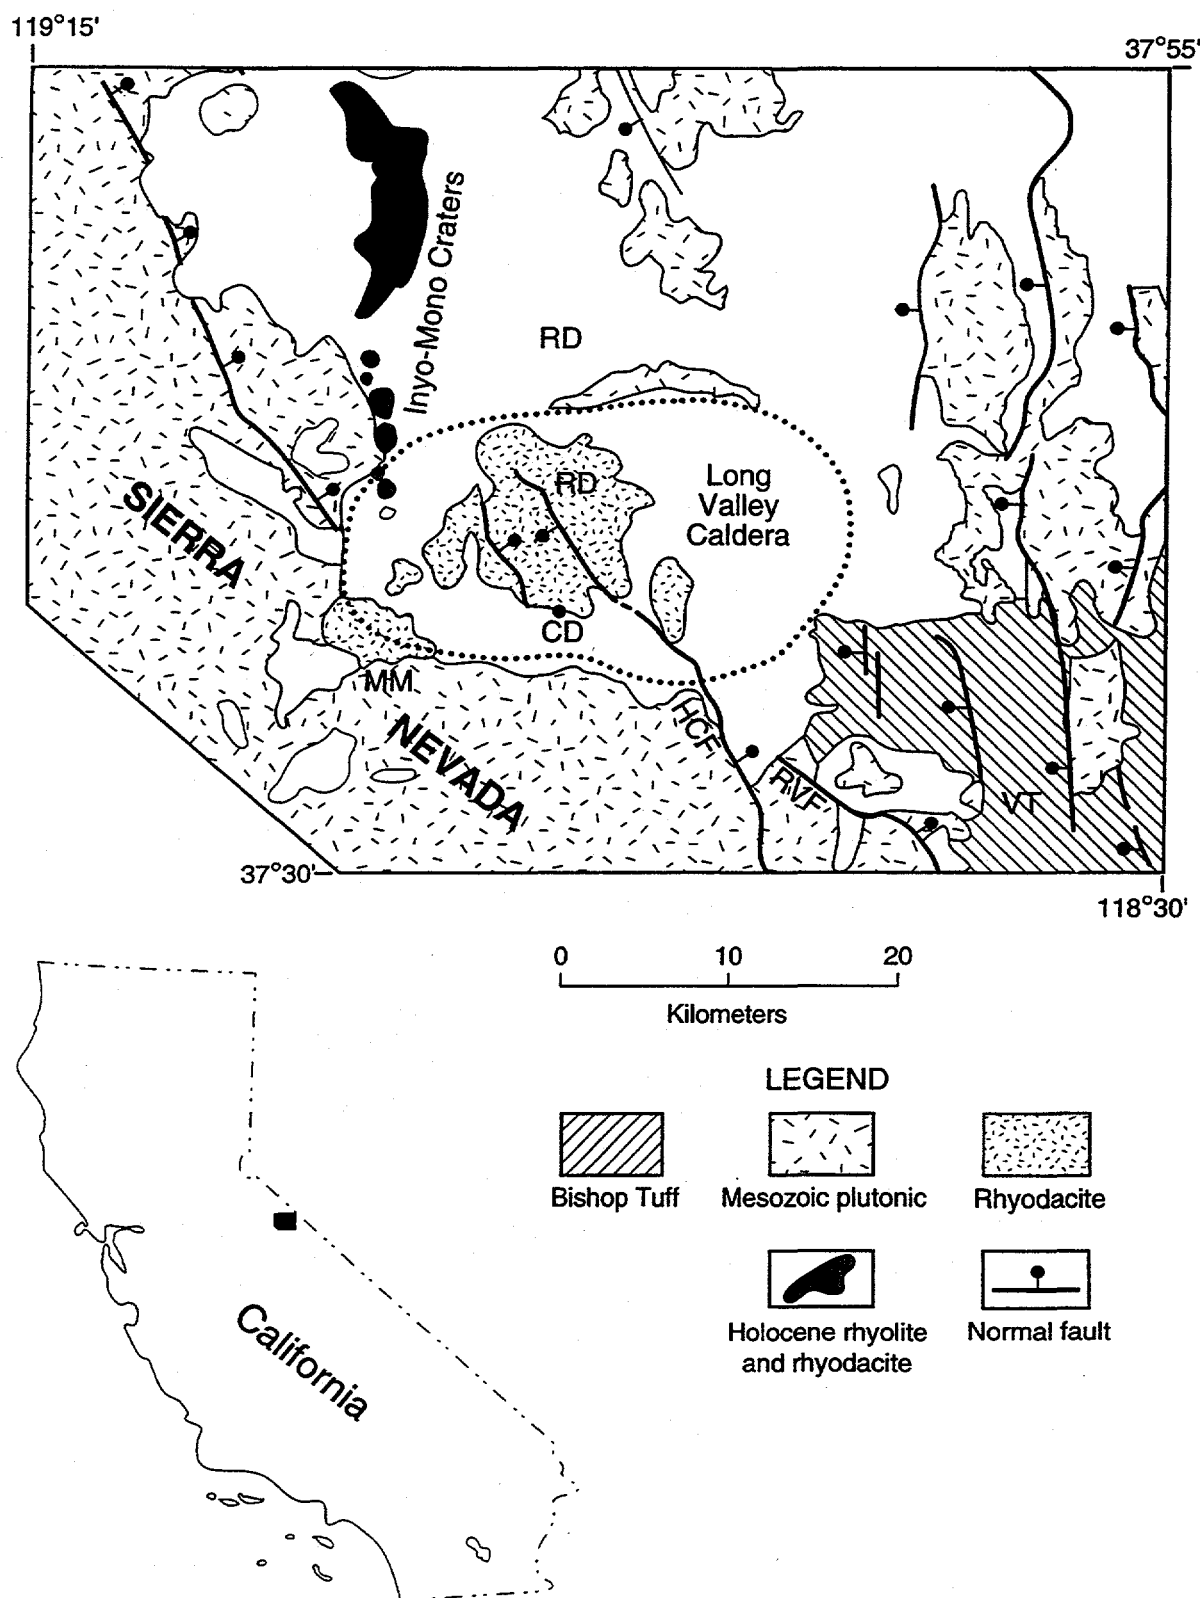 119°15'
37°55'
Inyo-Mono Craters
RD
RD
Long
Valley
Caldera
SIERRA
CD
MM
HCF
NEVADA
RVF
VT
37°30'
118°30'
0 10 20
Kilometers
LEGEND
Bishop Tuff Mesozoic plutonic Rhyodacite
Holocene rhyolite
and rhyodacite
Normal fault
California